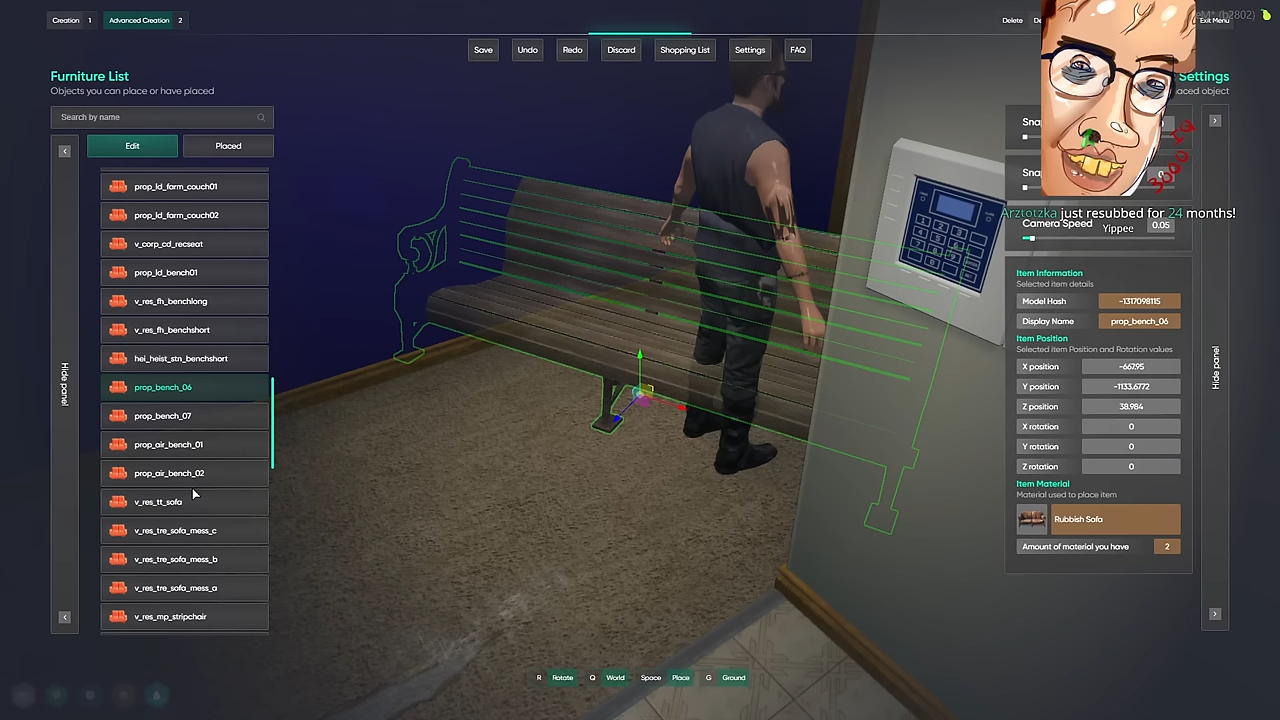 Creation 1 Advanced Creation 2
Delete
Exit Menu
(b2802)
Save Undo Redo Discard Shopping List Settings FAQ
Furniture List
Objects you can place or have placed
Search by name
Edit Placed
Hide panel
prop_ld_farm_couch01
prop_ld_farm_couch02
v_corp_cd_recseat
prop_ld_bench01
v_res_fh_benchlong
v_res_fh_benchshort
hei_heist_stn_benchshort
prop_bench_06
prop_bench_07
prop_air_bench_01
prop_air_bench_02
v_res_tt_sofa
v_res_tre_sofa_mess_c
v_res_tre_sofa_mess_b
v_res_tre_sofa_mess_a
v_res_mp_stripchair
Settings
3000 IQ
Arztotzka just resubbed for 24 months!
Yippee
Camera Speed 0.05
Item Information
Selected item details
Model Hash -1317098115
Display Name prop_bench_06
Item Position
Selected item Position and Rotation values
X position -667.95
Y position -1133.6772
Z position 38.984
X rotation 0
Y rotation 0
Z rotation 0
Item Material
Material used to place item
Rubbish Sofa
Amount of material you have 2
Hide panel
R Rotate Q World Space Place G Ground